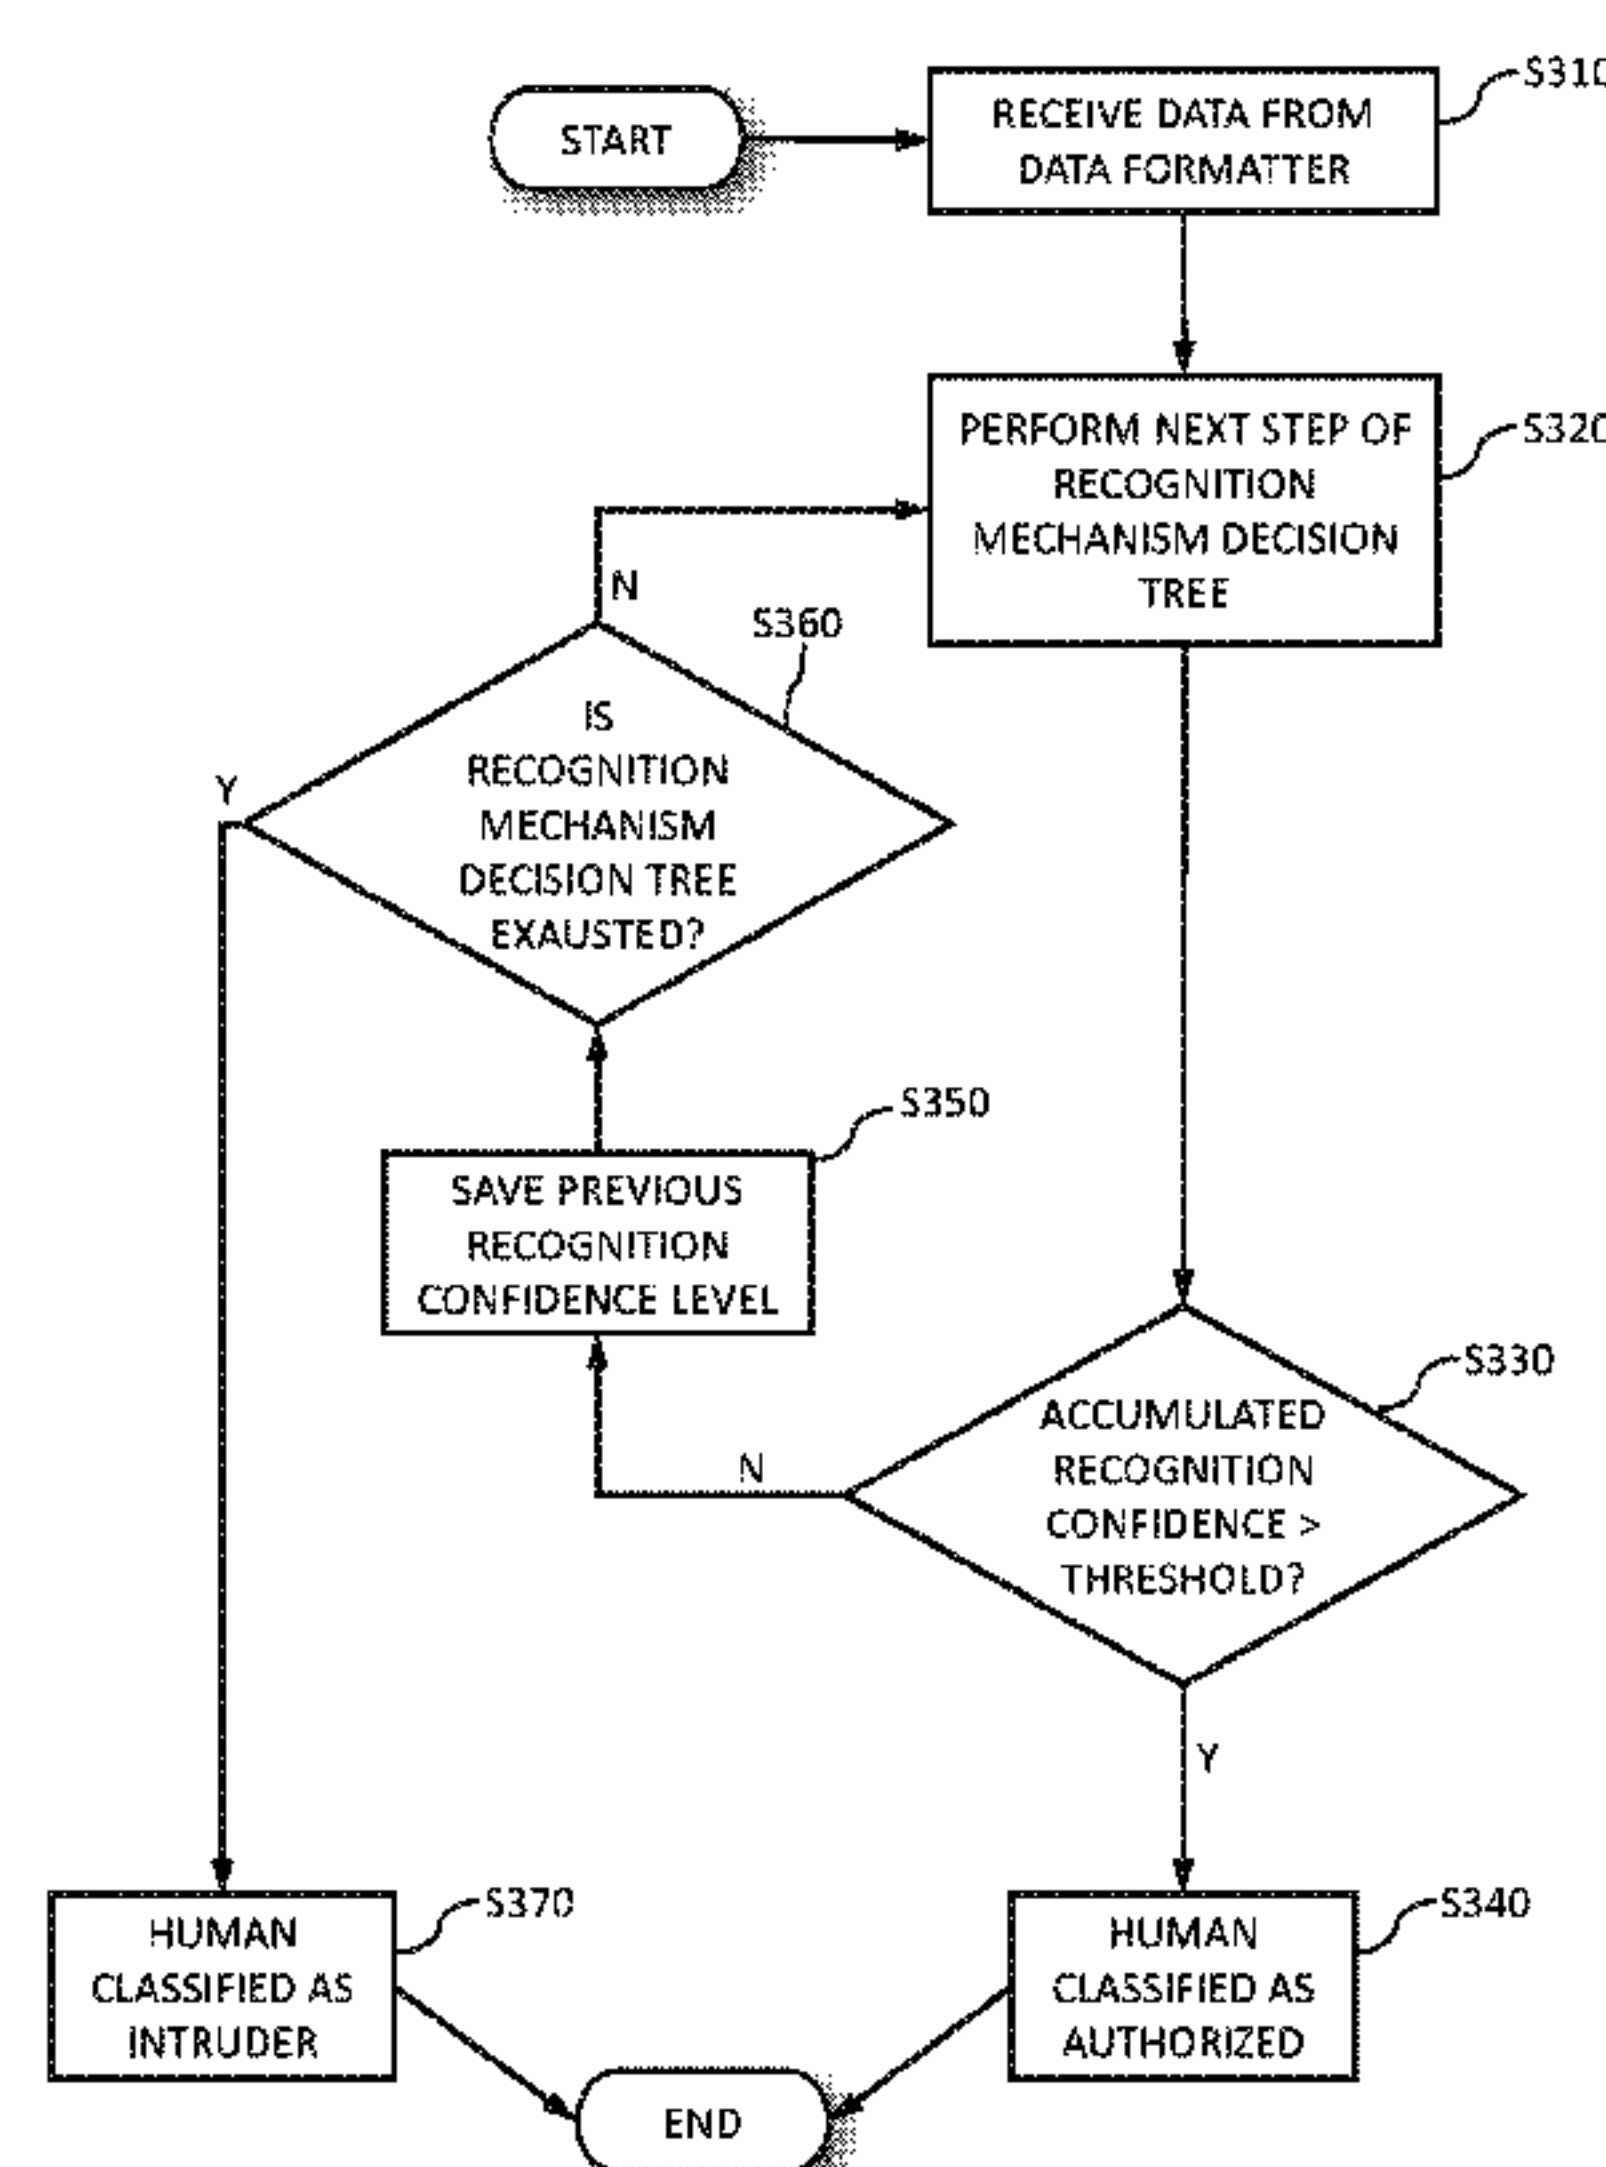 START
RECEIVE DATA FROM
DATA FORMATTER
S310
PERFORM NEXT STEP OF
RECOGNITION
MECHANISM DECISION
TREE
S320
N
S360
IS
RECOGNITION
MECHANISM
DECISION TREE
EXAUSTED?
Y
S350
SAVE PREVIOUS
RECOGNITION
CONFIDENCE LEVEL
S330
ACCUMULATED
RECOGNITION
CONFIDENCE >
THRESHOLD?
N
Y
S370
HUMAN
CLASSIFIED AS
INTRUDER
S340
HUMAN
CLASSIFIED AS
AUTHORIZED
END